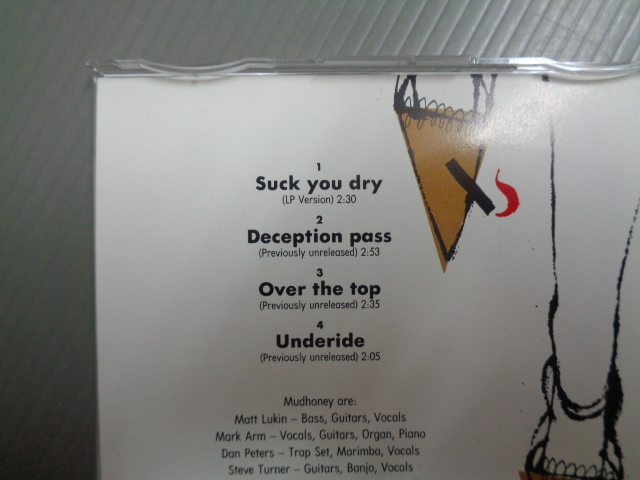 1
Suck you dry
(LP Version) 2:30
2
Deception pass
(Previously unreleased) 2:53
3
Over the top
(Previously unreleased) 2:35
4
Underide
(Previously unreleased) 2:05
Mudhoney are:
Matt Lukin – Bass, Guitars, Vocals
Mark Arm – Vocals, Guitars, Organ, Piano
Dan Peters – Trap Set, Marimba, Vocals
Steve Turner – Guitars, Banjo, Vocals